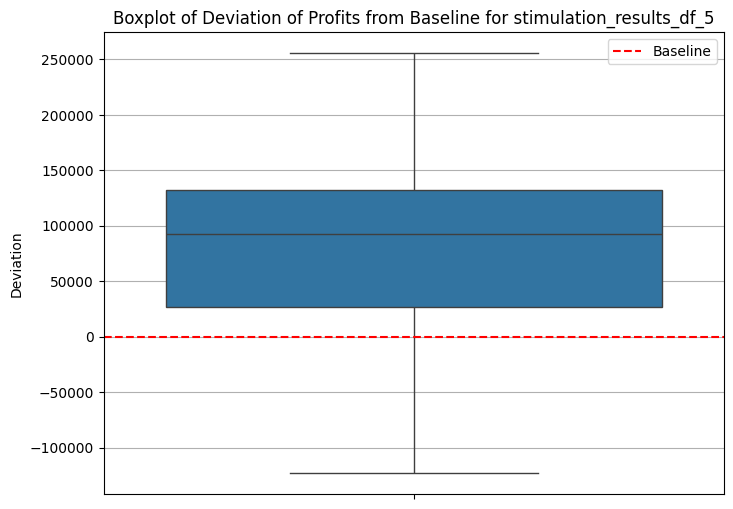 Boxplot of Deviation of Profits from Baseline for stimulation_results_df_5
Baseline
250000
200000
150000
100000
50000
0
−50000
−100000
Deviation